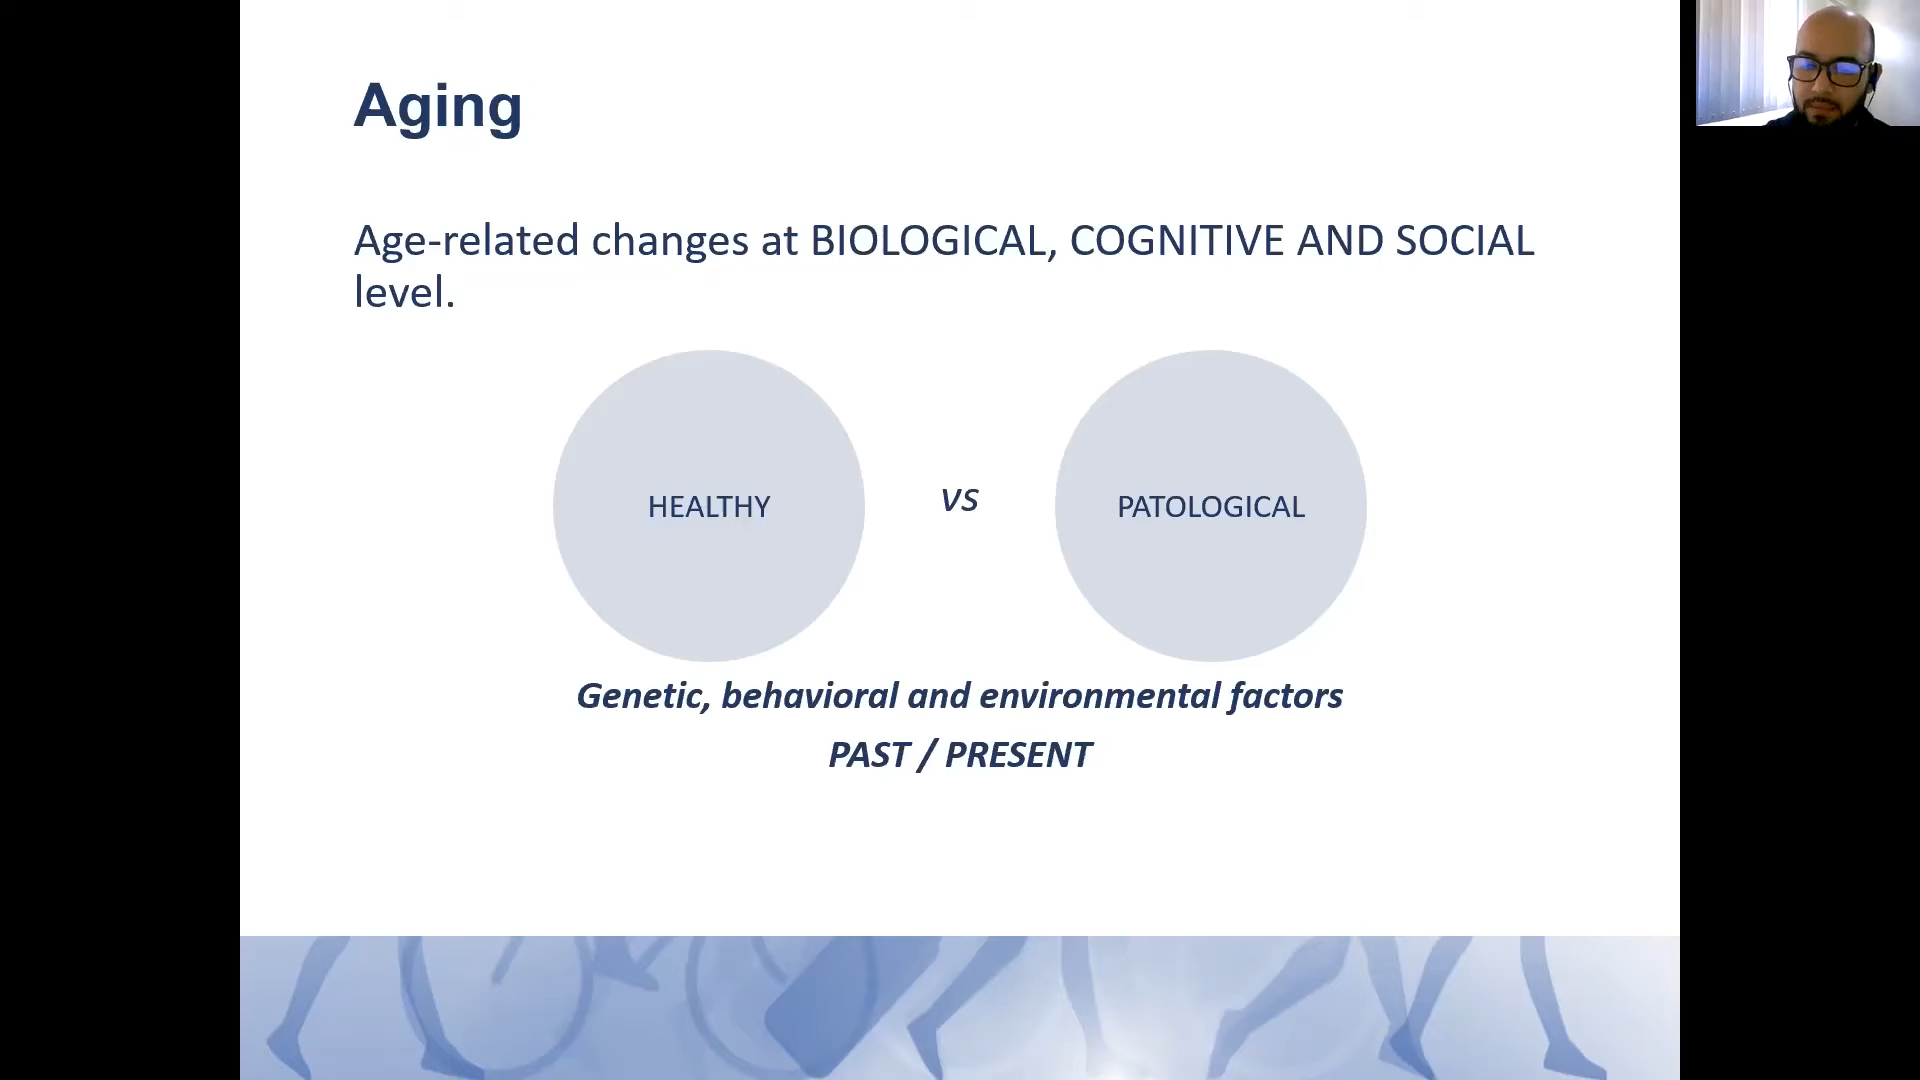 Aging
Age-related changes at BIOLOGICAL, COGNITIVE AND SOCIAL
level.
HEALTHY
vs
PATOLOGICAL
Genetic, behavioral and environmental factors
PAST / PRESENT